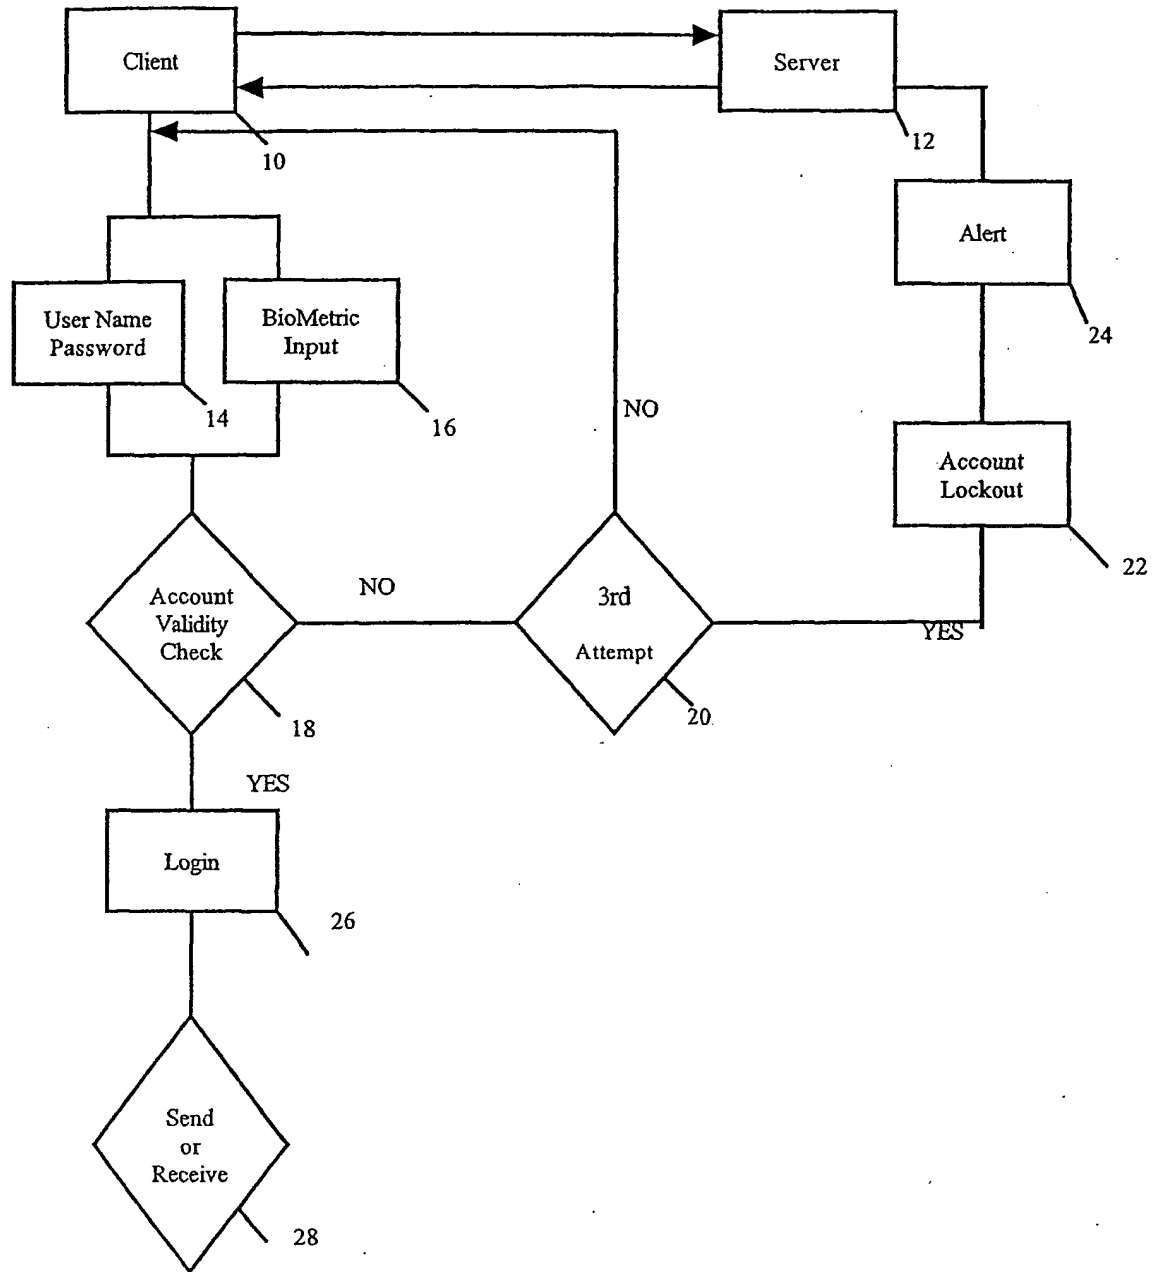 Client
Server
10
12
Alert
24
User Name
Password
14
BioMetric
Input
16
NO
Account
Lockout
22
Account
Validity
Check
18
NO
3rd
Attempt
20
YES
YES
Login
26
Send
or
Receive
28